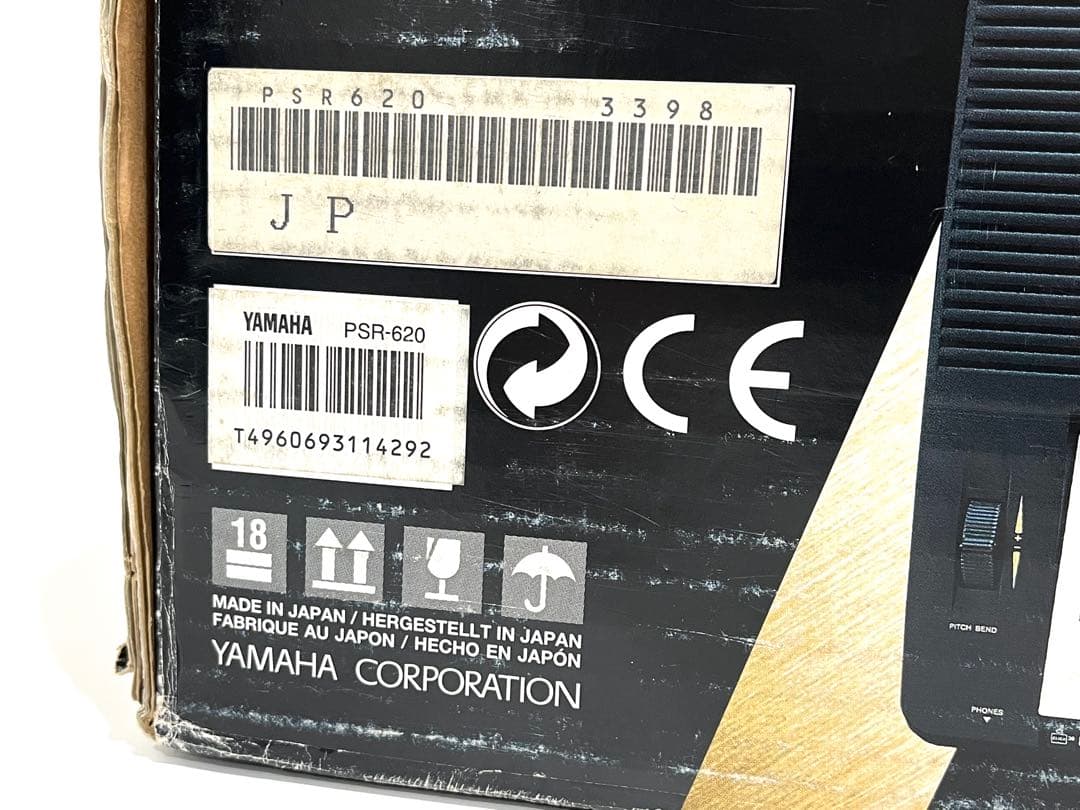 PSR620 3398
JP
YAMAHA PSR-620
T4960693114292
18
MADE IN JAPAN / HERGESTELLT IN JAPAN
FABRIQUE AU JAPON / HECHO EN JAPÓN
YAMAHA CORPORATION
CE
PITCH BEND
PHONES